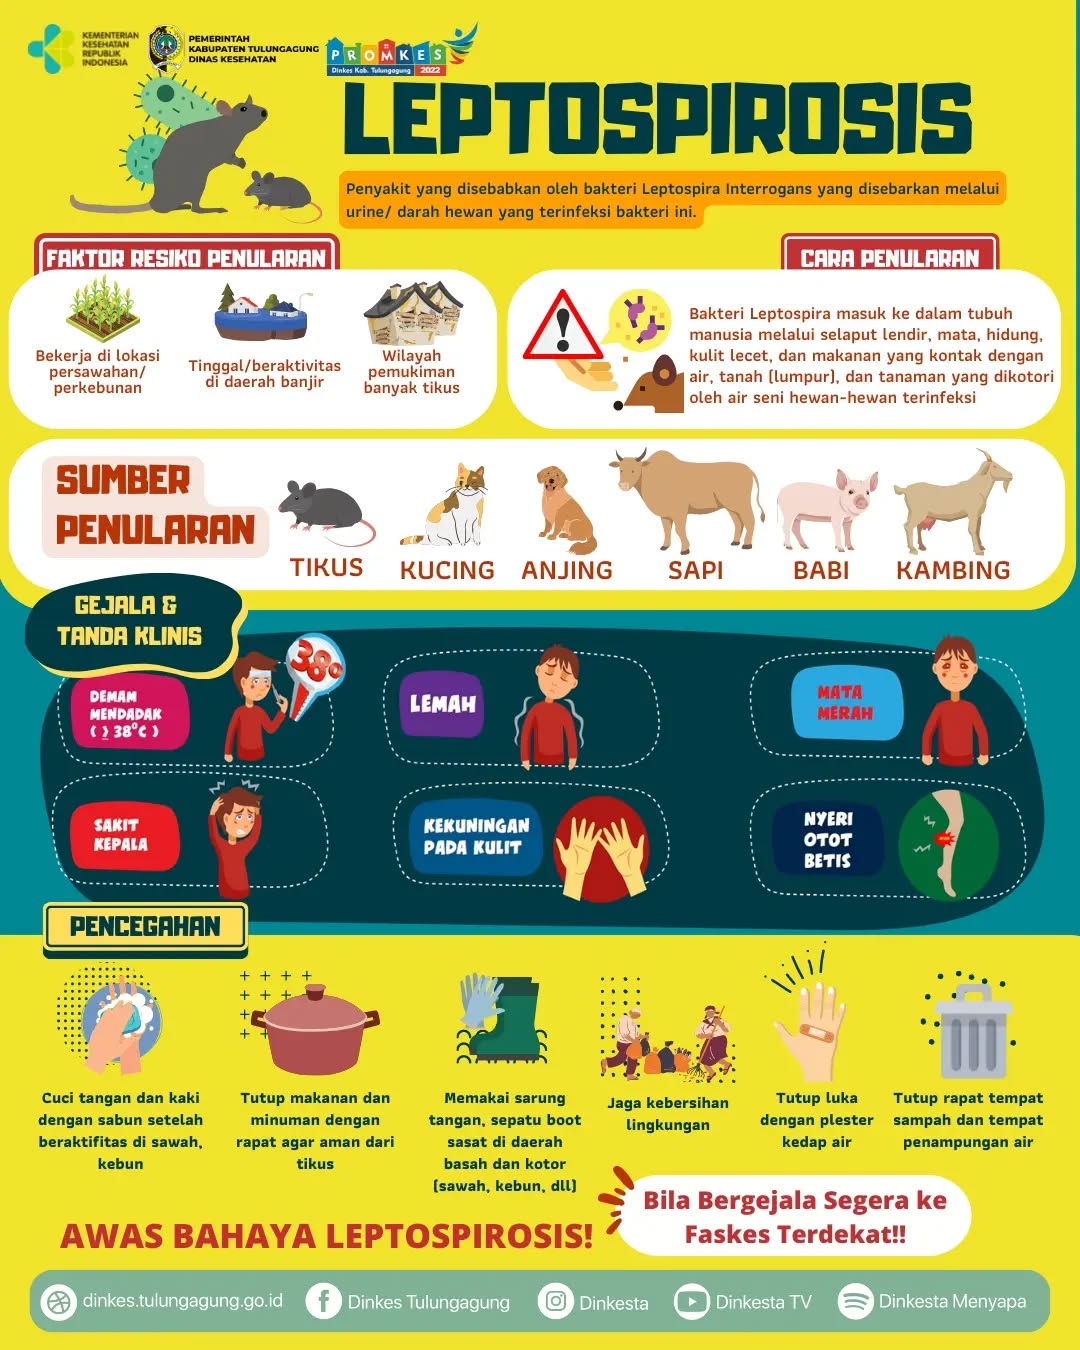 KEMENTERIAN
KESEHATAN
REPUBLIK
INDONESIA
PEMERINTAH
KABUPATEN TULUNGAGUNG
DINAS KESEHATAN
PROMKES
Dinkes Kab. Tulungagung 2022
LEPTOSPIROSIS
Penyakit yang disebabkan oleh bakteri Leptospira Interrogans yang disebarkan melalui
urine/ darah hewan yang terinfeksi bakteri ini.
FAKTOR RESIKO PENULARAN
Bekerja di lokasi
persawahan/
perkebunan
Tinggal/beraktivitas
di daerah banjir
Wilayah
pemukiman
banyak tikus
CARA PENULARAN
Bakteri Leptospira masuk ke dalam tubuh
manusia melalui selaput lendir, mata, hidung,
kulit lecet, dan makanan yang kontak dengan
air, tanah (lumpur), dan tanaman yang dikotori
oleh air seni hewan-hewan terinfeksi
SUMBER
PENULARAN
TIKUS
KUCING
ANJING
SAPI
BABI
KAMBING
GEJALA &
TANDA KLINIS
DEMAM
MENDADAK
( ≥ 38°C )
38°
LEMAH
MATA
MERAH
SAKIT
KEPALA
KEKUNINGAN
PADA KULIT
NYERI
OTOT
BETIS
PENCEGAHAN
Cuci tangan dan kaki
dengan sabun setelah
beraktifitas di sawah,
kebun
Tutup makanan dan
minuman dengan
rapat agar aman dari
tikus
Memakai sarung
tangan, sepatu boot
sasat di daerah
basah dan kotor
(sawah, kebun, dll)
Jaga kebersihan
lingkungan
Tutup luka
dengan plester
kedap air
Tutup rapat tempat
sampah dan tempat
penampungan air
AWAS BAHAYA LEPTOSPIROSIS!
Bila Bergejala Segera ke
Faskes Terdekat!!
dinkes.tulungagung.go.id
Dinkes Tulungagung
Dinkesta
Dinkesta TV
Dinkesta Menyapa